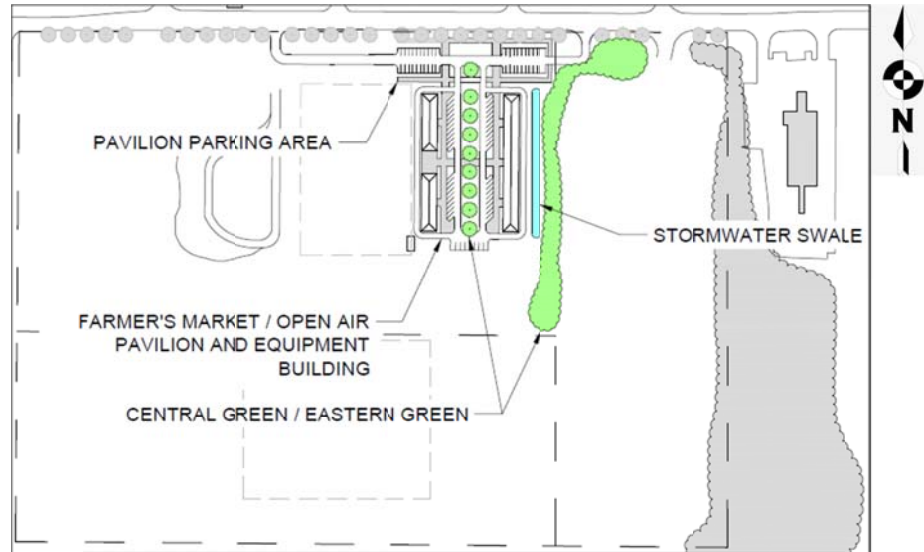 PAVILION PARKING AREA
STORMWATER SWALE
FARMER'S MARKET / OPEN AIR
PAVILION AND EQUIPMENT
BUILDING
CENTRAL GREEN / EASTERN GREEN
N